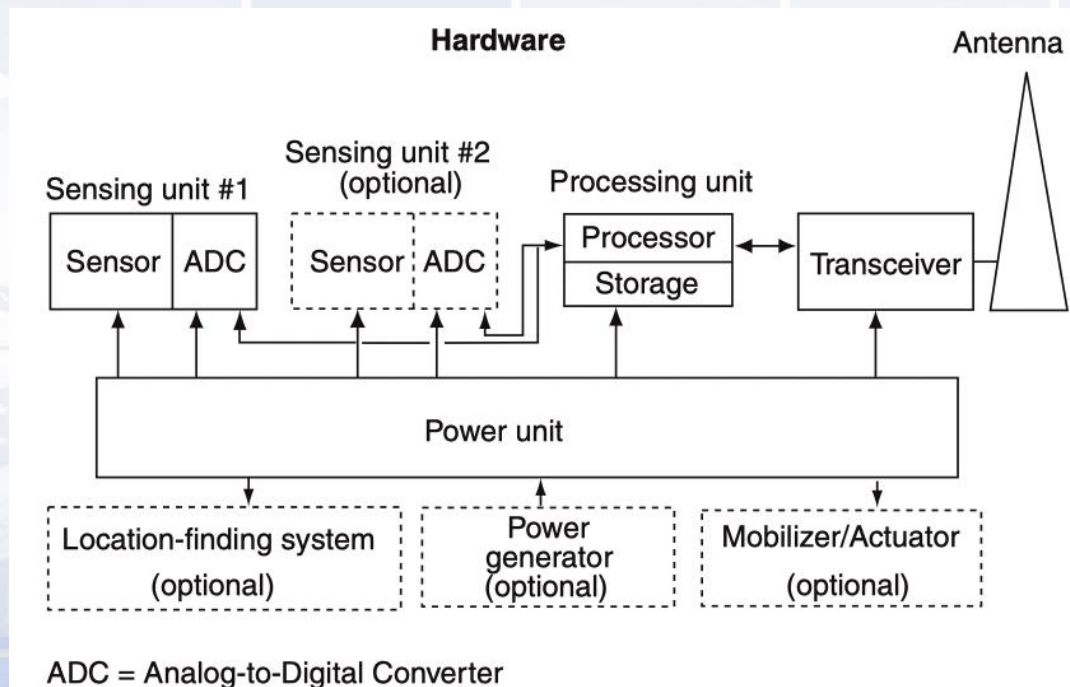 Hardware
Antenna
Sensing unit #1
Sensing unit #2
(optional)
Processing unit
Sensor
ADC
Sensor
ADC
Processor
Storage
Transceiver
Power unit
Location-finding system
(optional)
Power
generator
(optional)
Mobilizer/Actuator
(optional)
ADC = Analog-to-Digital Converter